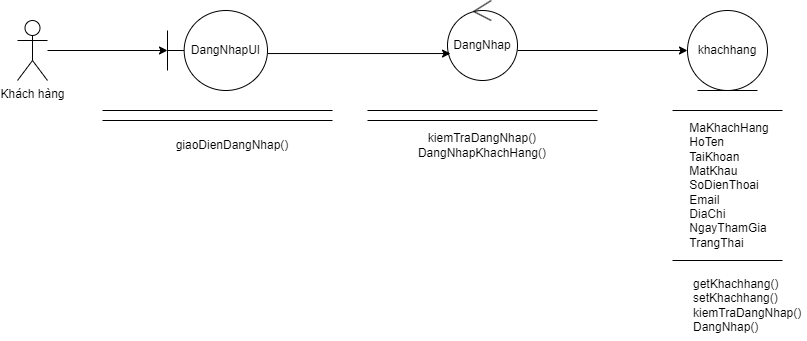 DangNhapUI
DangNhap
khachhang
Khách hàng
giaoDienDangNhap()
kiemTraDangNhap()
DangNhapKhachHang()
MaKhachHang
HoTen
TaiKhoan
MatKhau
SoDienThoai
Email
DiaChi
NgayThamGia
TrangThai
getKhachhang()
setKhachhang()
kiemTraDangNhap()
DangNhap()